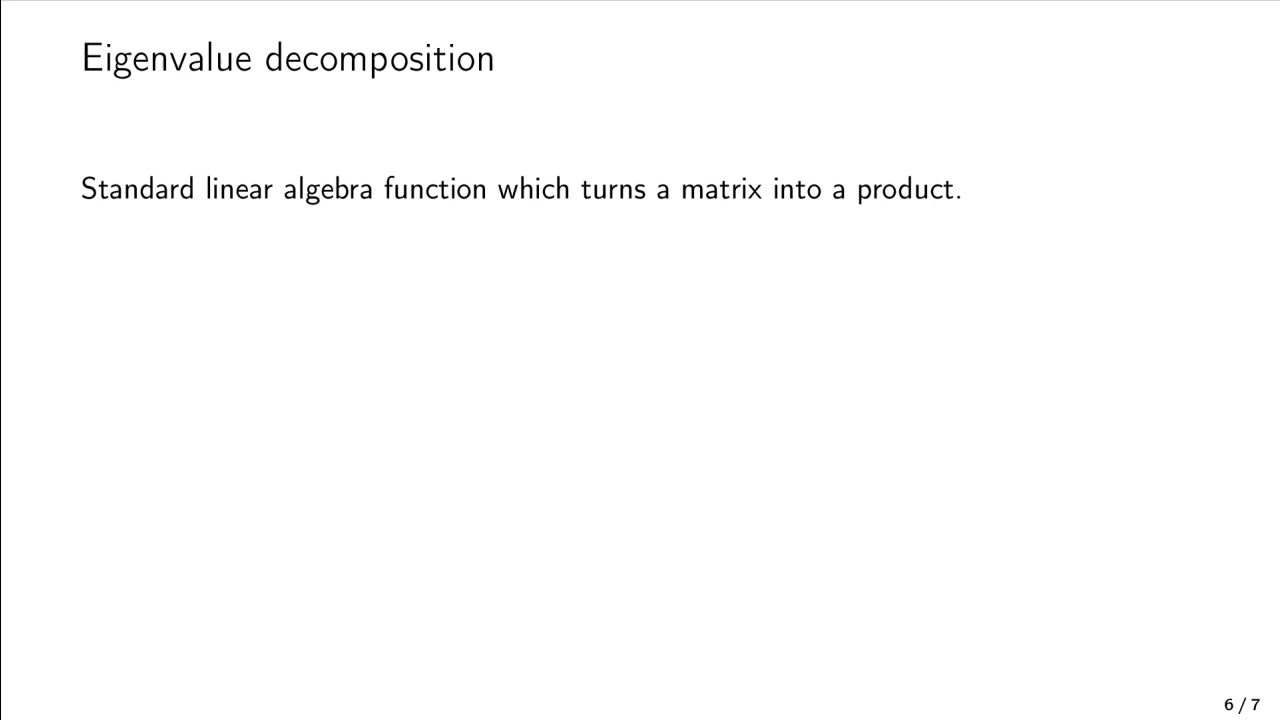 Eigenvalue decomposition
Standard linear algebra function which turns a matrix into a product.
6 / 7